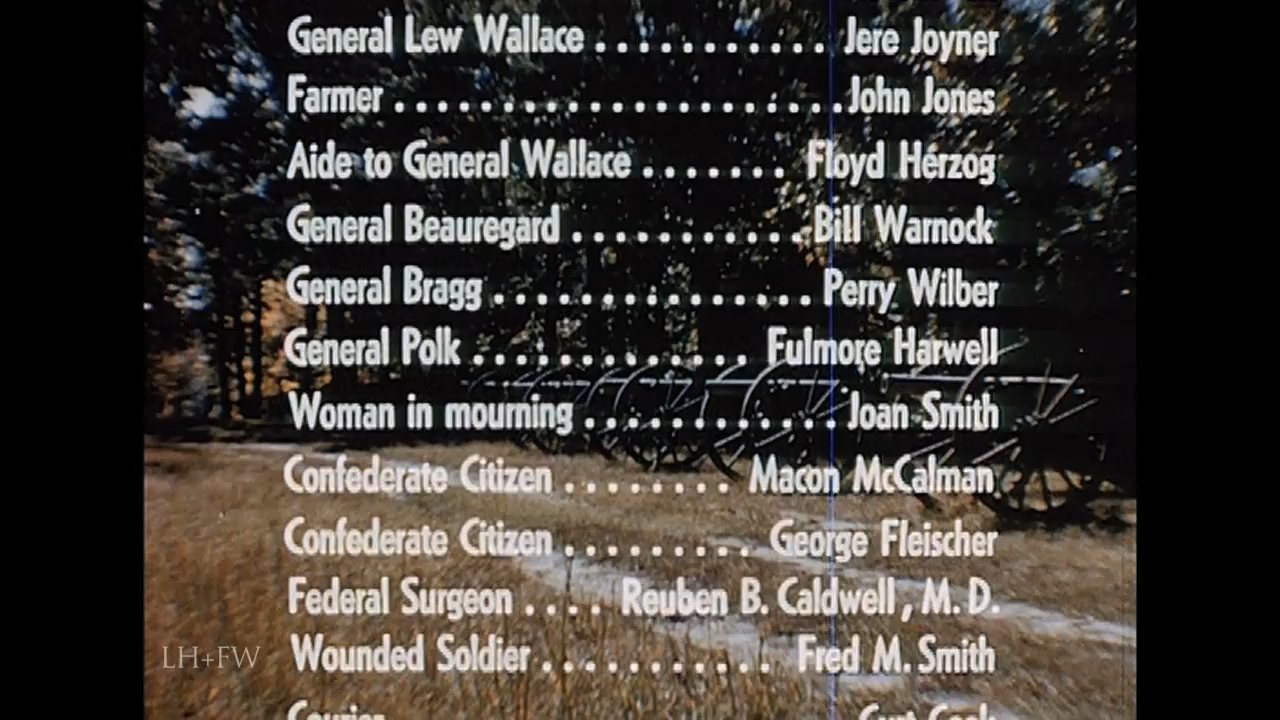 General Lew Wallace ........... Jere Joyner
Farmer ..................... John Jones
Aide to General Wallace ....... Floyd Herzog
General Beauregard ........... Bill Warnock
General Bragg ............... Perry Wilber
General Polk ............. Fulmore Harwell
Woman in mourning ............ Joan Smith
Confederate Citizen ........ Macon McCalman
Confederate Citizen ......... George Fleischer
Federal Surgeon .... Reuben B. Caldwell, M. D.
Wounded Soldier ........... Fred M. Smith
LH+FW